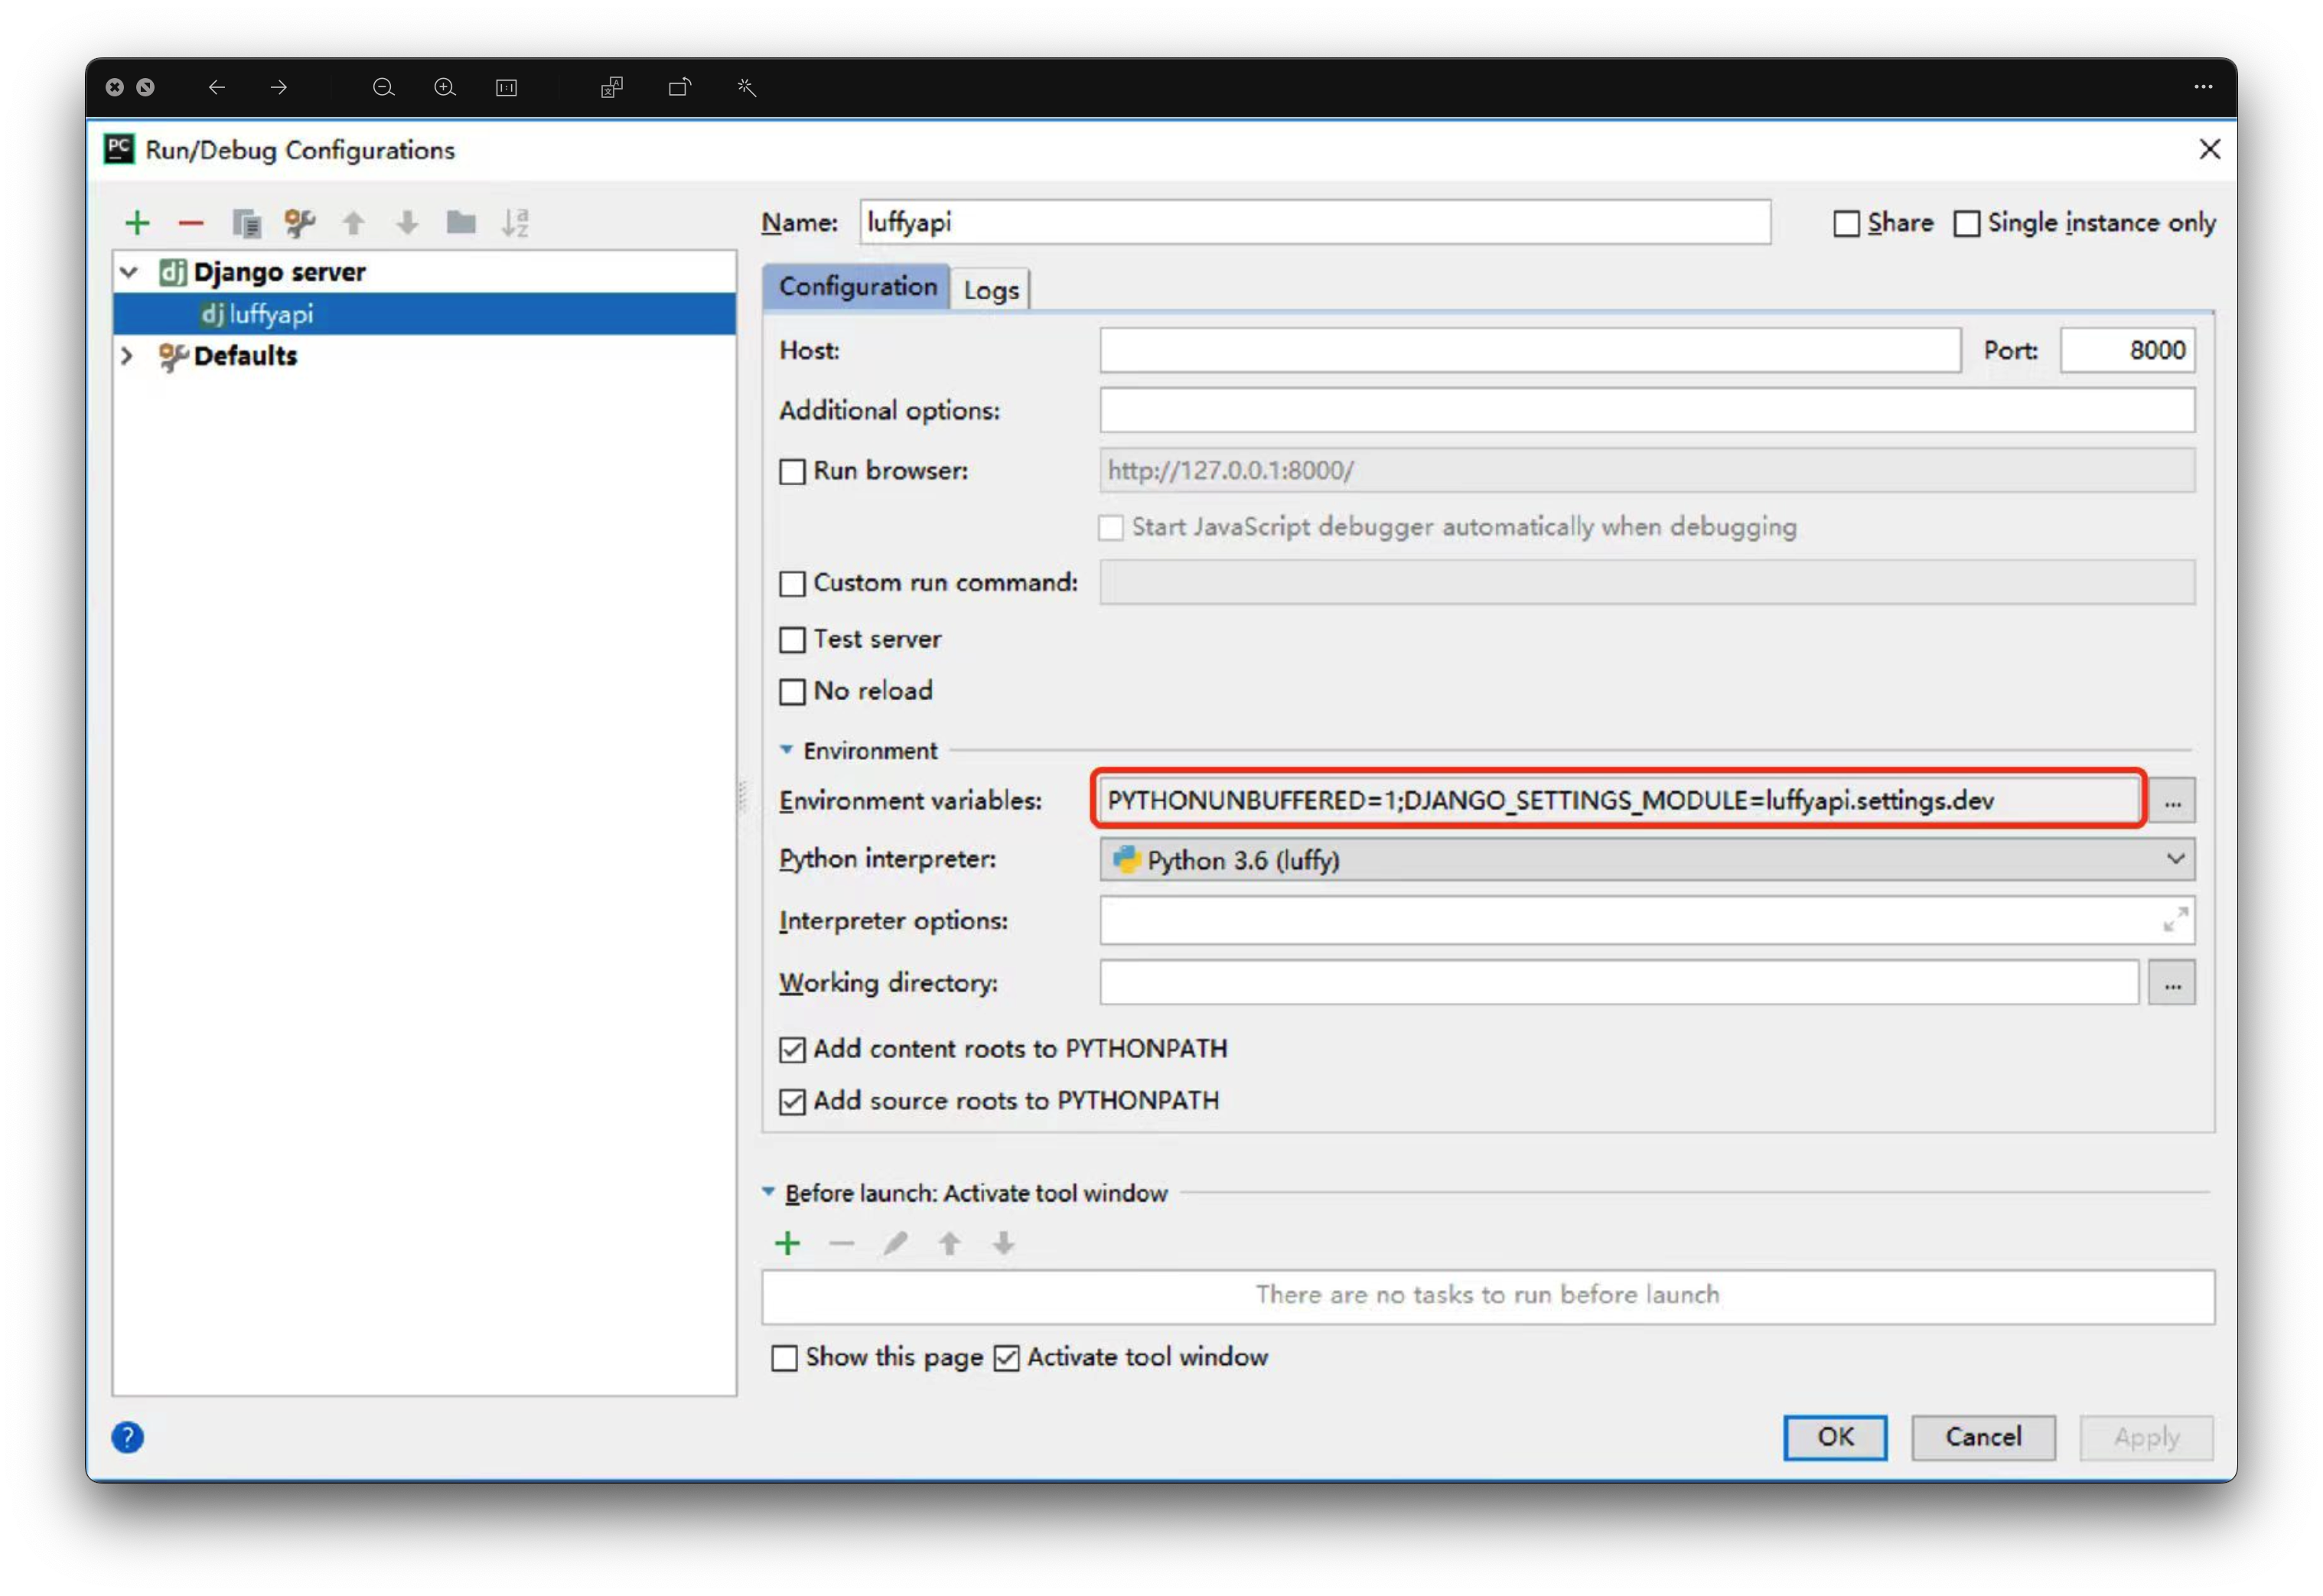 PC Run/Debug Configurations
Name: luffyapi Share Single instance only
dj Django server
dj luffyapi
Defaults
Configuration Logs
Host: Port: 8000
Additional options:
Run browser: http://127.0.0.1:8000/
Start JavaScript debugger automatically when debugging
Custom run command:
Test server
No reload
Environment
Environment variables: PYTHONUNBUFFERED=1;DJANGO_SETTINGS_MODULE=luffyapi.settings.dev ...
Python interpreter: Python 3.6 (luffy)
Interpreter options:
Working directory: ...
Add content roots to PYTHONPATH
Add source roots to PYTHONPATH
Before launch: Activate tool window
There are no tasks to run before launch
Show this page Activate tool window
? OK Cancel Apply